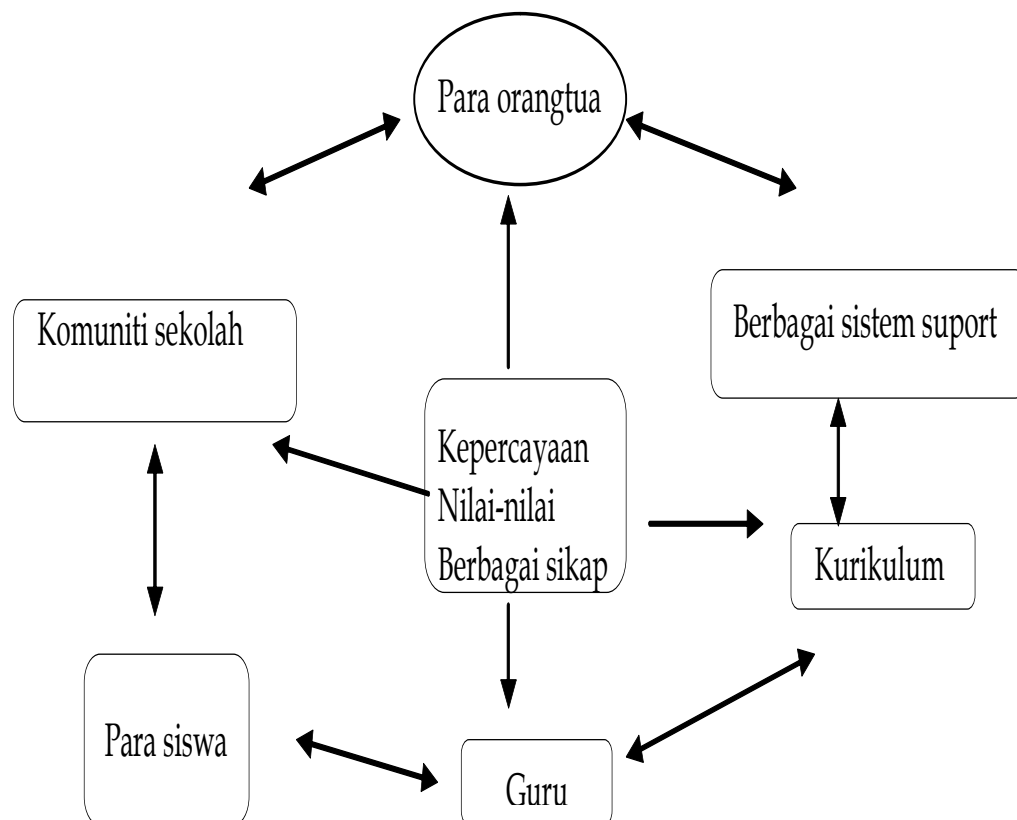 Para orangtua
Komuniti sekolah
Berbagai sistem suport
Kepercayaan
Nilai-nilai
Berbagai sikap
Kurikulum
Para siswa
Guru